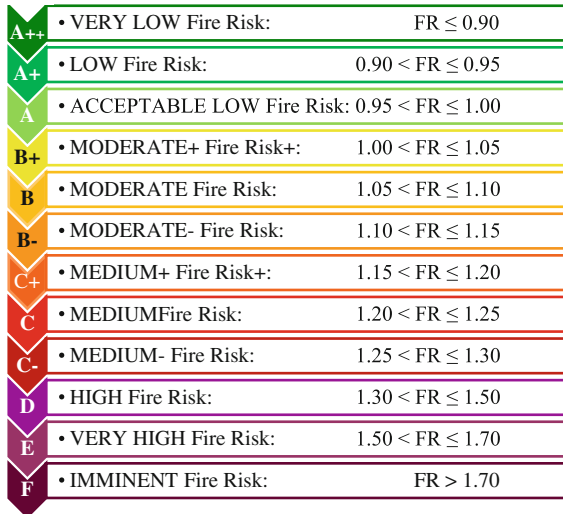 A++ • VERY LOW Fire Risk: FR ≤ 0.90
A+ • LOW Fire Risk: 0.90 < FR ≤ 0.95
A • ACCEPTABLE LOW Fire Risk: 0.95 < FR ≤ 1.00
B+ • MODERATE+ Fire Risk+: 1.00 < FR ≤ 1.05
B • MODERATE Fire Risk: 1.05 < FR ≤ 1.10
B- • MODERATE- Fire Risk: 1.10 < FR ≤ 1.15
C+ • MEDIUM+ Fire Risk+: 1.15 < FR ≤ 1.20
C • MEDIUMFire Risk: 1.20 < FR ≤ 1.25
C- • MEDIUM- Fire Risk: 1.25 < FR ≤ 1.30
D • HIGH Fire Risk: 1.30 < FR ≤ 1.50
E • VERY HIGH Fire Risk: 1.50 < FR ≤ 1.70
F • IMMINENT Fire Risk: FR > 1.70